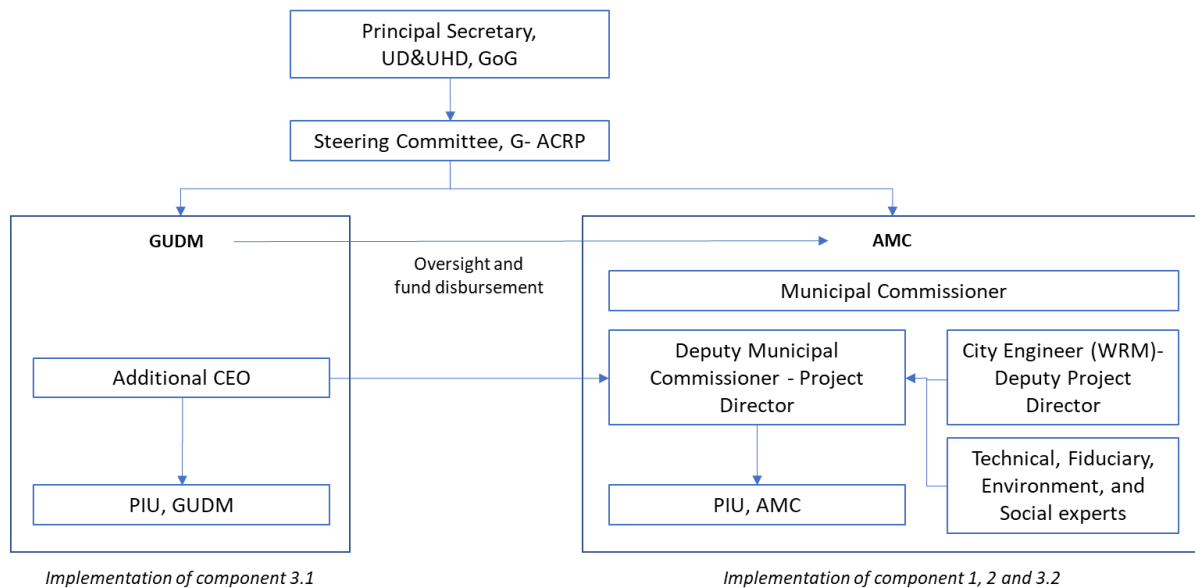 Principal Secretary,
UD&UHD, GoG
Steering Committee, G- ACRP
GUDM
AMC
Oversight and
fund disbursement
Municipal Commissioner
Additional CEO
Deputy Municipal
Commissioner - Project
Director
City Engineer (WRM)-
Deputy Project
Director
PIU, GUDM
PIU, AMC
Technical, Fiduciary,
Environment, and
Social experts
Implementation of component 3.1
Implementation of component 1, 2 and 3.2